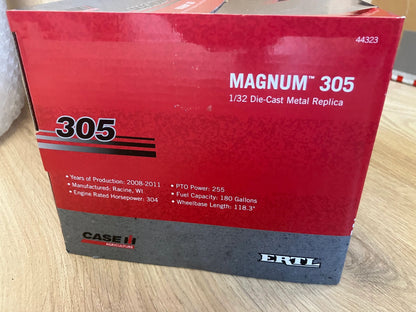 44323
MAGNUM™ 305
1/32 Die-Cast Metal Replica
305
• Years of Production: 2008-2011
• Manufactured: Racine, WI
• Engine Rated Horsepower: 304
• PTO Power: 255
• Fuel Capacity: 180 Gallons
• Wheelbase Length: 118.3"
CASE IH
AGRICULTURE
ERTL